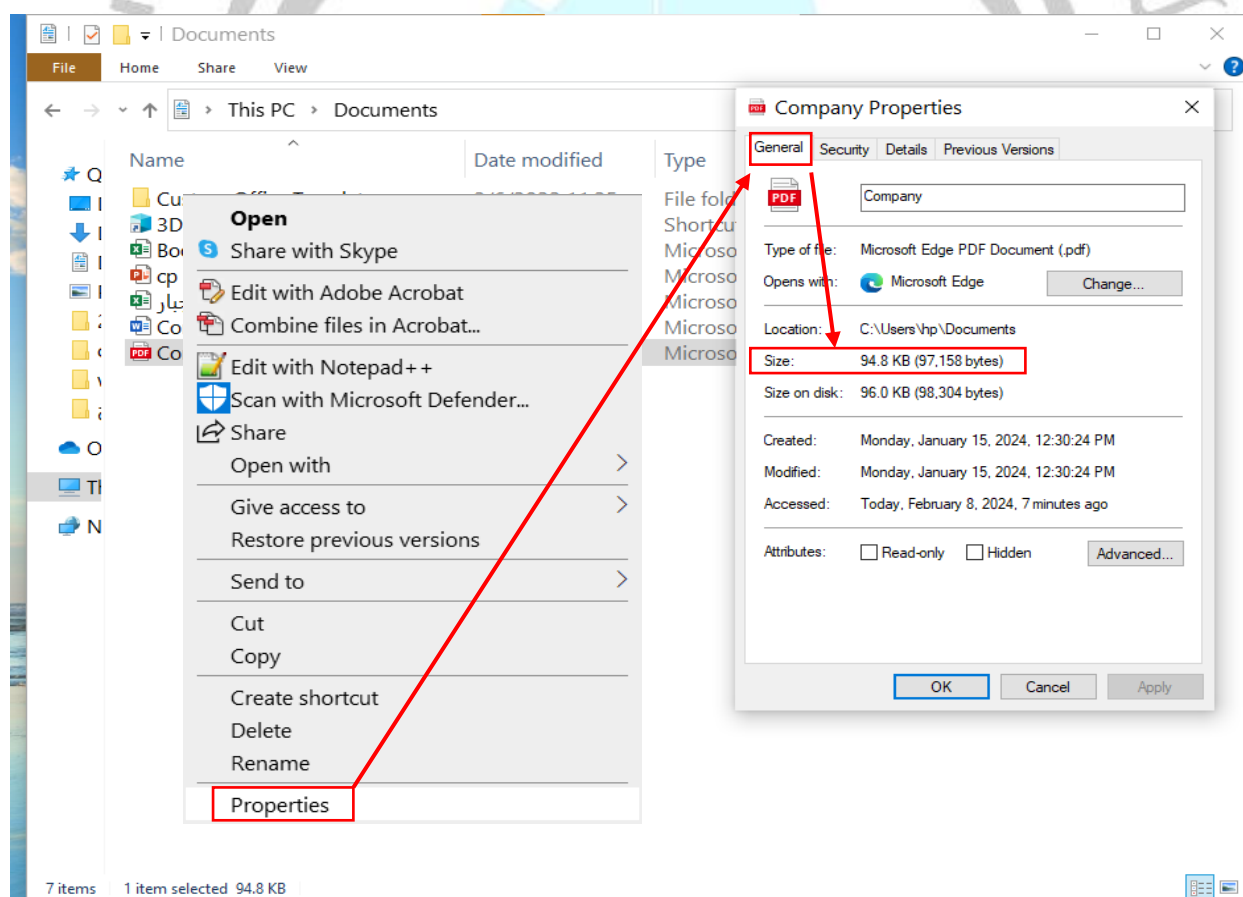 Documents
File Home Share View
This PC > Documents
Name Date modified Type
Cu
3D
Boo
cp
جبار
Co
Co
File fold
Shortcu
Microso
Microso
Microso
Microso
Microso
Q
O
Th
N
Open
Share with Skype
Edit with Adobe Acrobat
Combine files in Acrobat...
Edit with Notepad++
Scan with Microsoft Defender...
Share
Open with
Give access to
Restore previous versions
Send to
Cut
Copy
Create shortcut
Delete
Rename
Properties
Company Properties
General Security Details Previous Versions
PDF
Company
Type of file: Microsoft Edge PDF Document (.pdf)
Opens with: Microsoft Edge Change...
Location: C:\Users\hp\Documents
Size: 94.8 KB (97,158 bytes)
Size on disk: 96.0 KB (98,304 bytes)
Created: Monday, January 15, 2024, 12:30:24 PM
Modified: Monday, January 15, 2024, 12:30:24 PM
Accessed: Today, February 8, 2024, 7 minutes ago
Attributes: Read-only Hidden Advanced...
OK Cancel Apply
7 items 1 item selected 94.8 KB